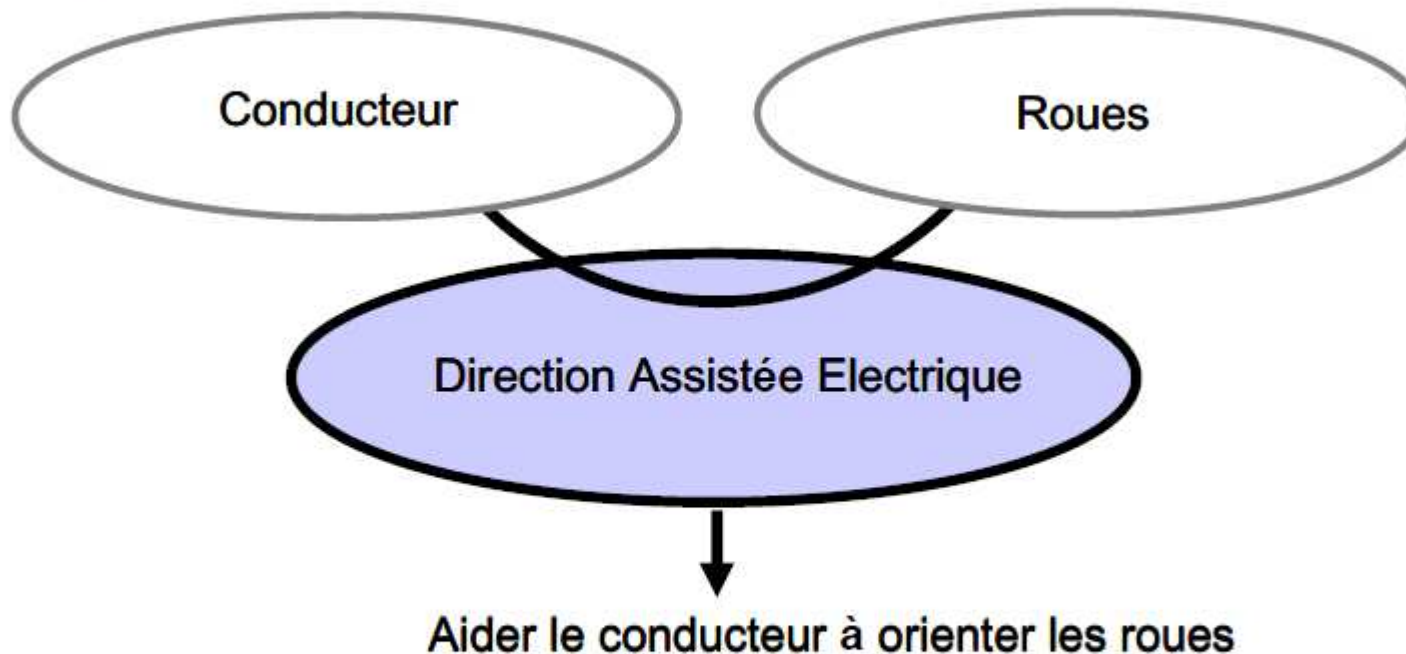 Conducteur
Roues
Direction Assistée Electrique
Aider le conducteur à orienter les roues